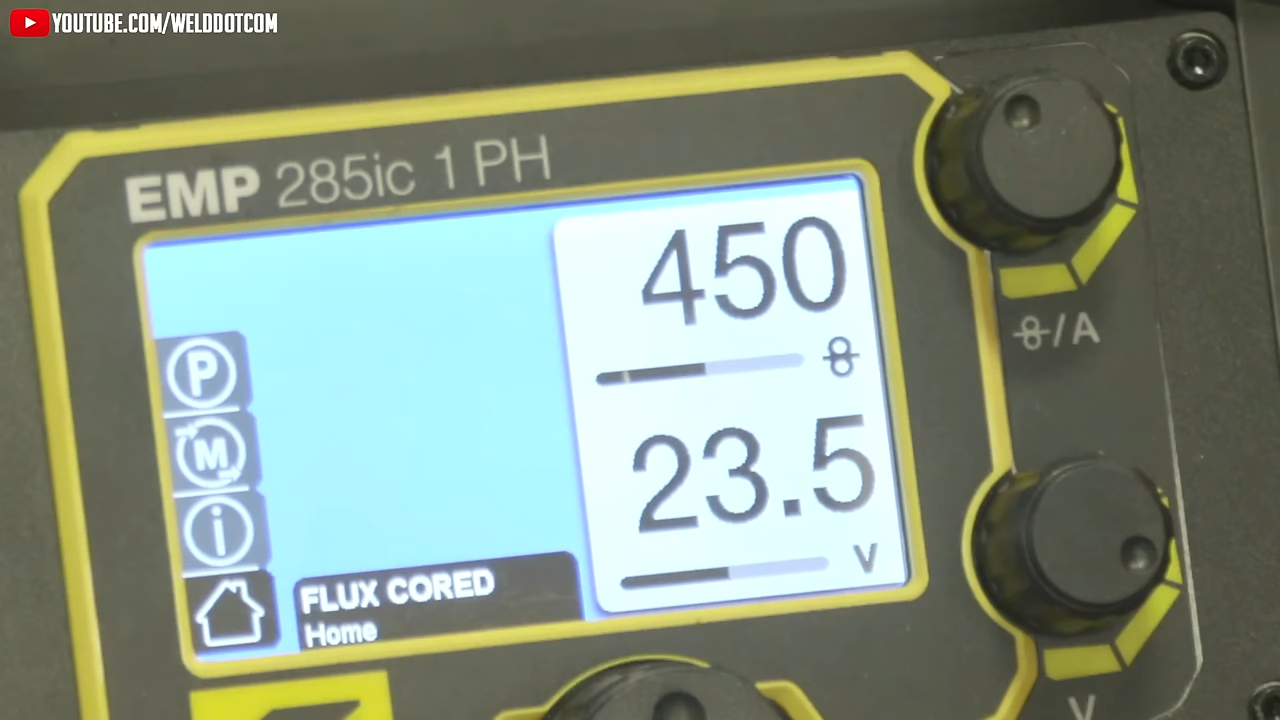 YOUTUBE.COM/WELDDOTCOM
EMP 285ic 1 PH
450
23.5
V
P
M
i
FLUX CORED
Home
/A
V